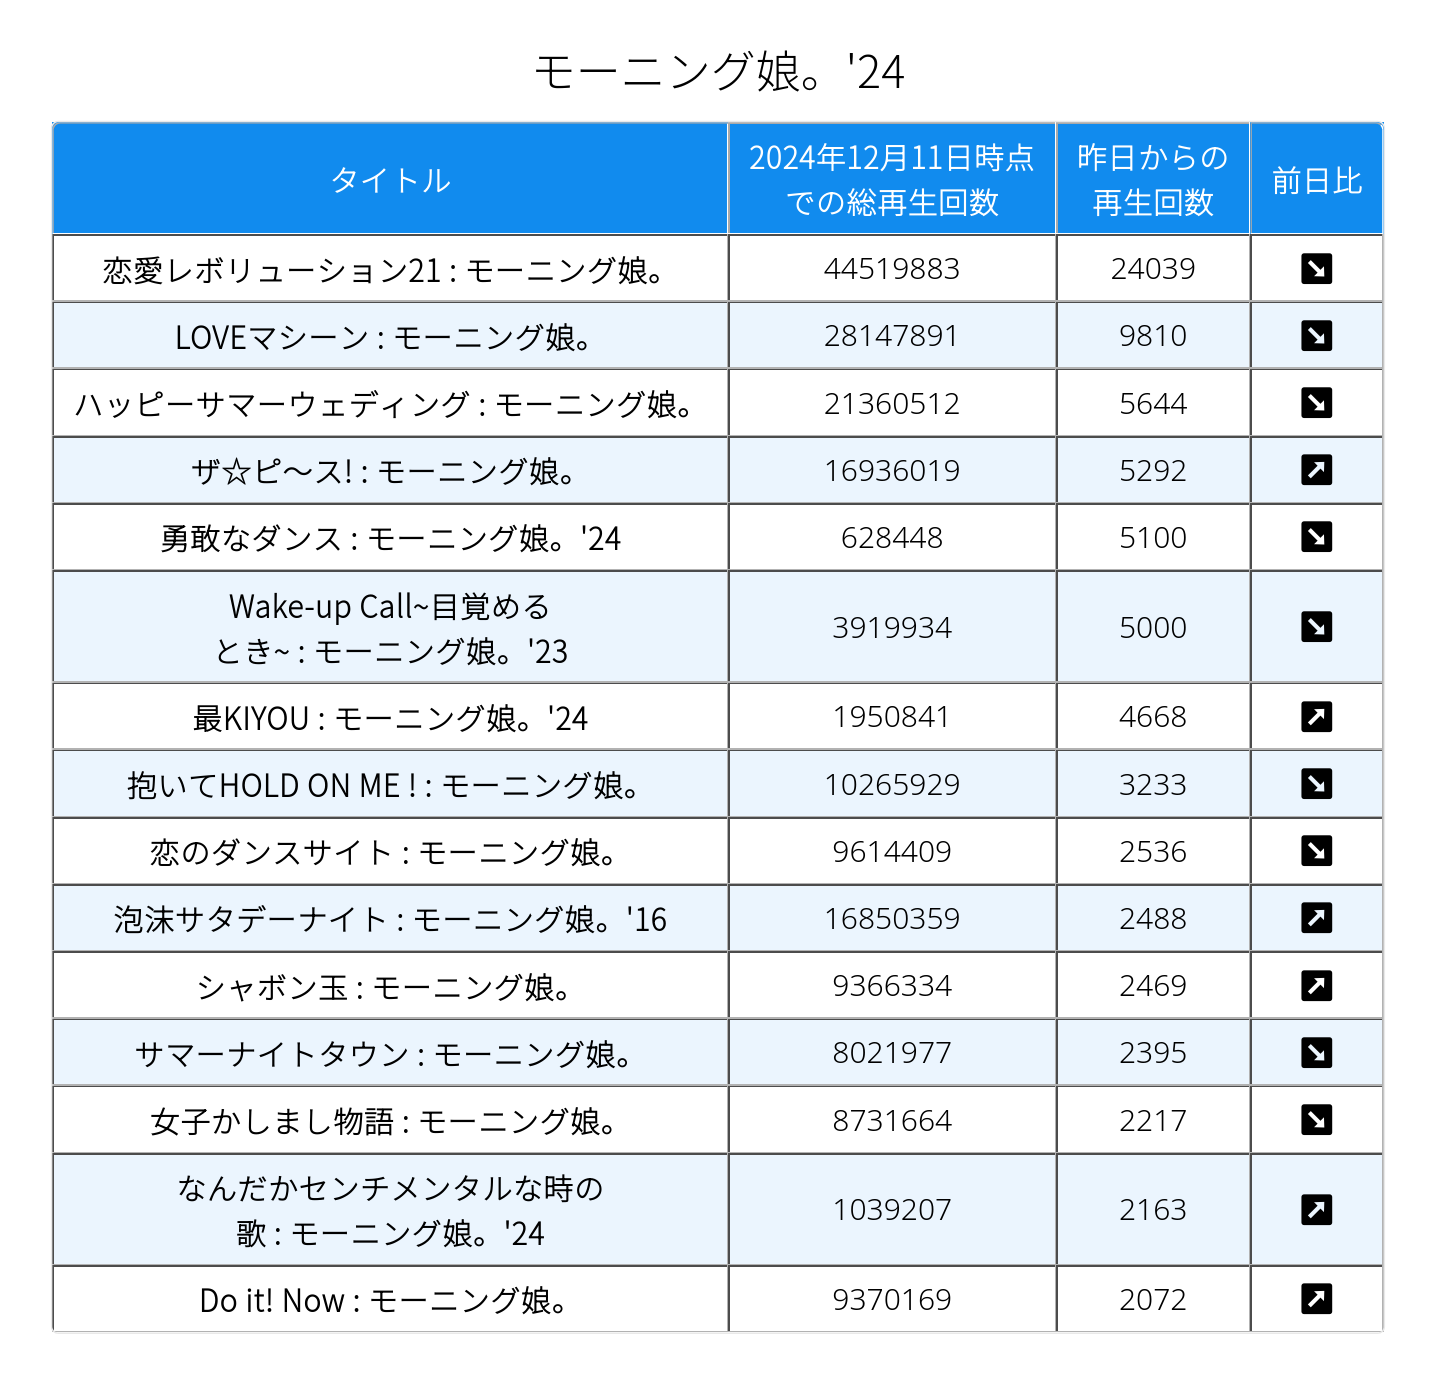 モーニング娘。'24
タイトル
2024年12月11日時点
での総再生回数
昨日からの
再生回数
前日比
恋愛レボリューション21 : モーニング娘。 44519883 24039 ↘
LOVEマシーン : モーニング娘。 28147891 9810 ↘
ハッピーサマーウェディング : モーニング娘。 21360512 5644 ↘
ザ☆ピ〜ス! : モーニング娘。 16936019 5292 ↗
勇敢なダンス : モーニング娘。'24 628448 5100 ↘
Wake-up Call~目覚める
とき~ : モーニング娘。'23 3919934 5000 ↘
最KIYOU : モーニング娘。'24 1950841 4668 ↗
抱いてHOLD ON ME ! : モーニング娘。 10265929 3233 ↘
恋のダンスサイト : モーニング娘。 9614409 2536 ↘
泡沫サタデーナイト : モーニング娘。'16 16850359 2488 ↗
シャボン玉 : モーニング娘。 9366334 2469 ↗
サマーナイトタウン : モーニング娘。 8021977 2395 ↘
女子かしまし物語 : モーニング娘。 8731664 2217 ↘
なんだかセンチメンタルな時の
歌 : モーニング娘。'24 1039207 2163 ↗
Do it! Now : モーニング娘。 9370169 2072 ↗